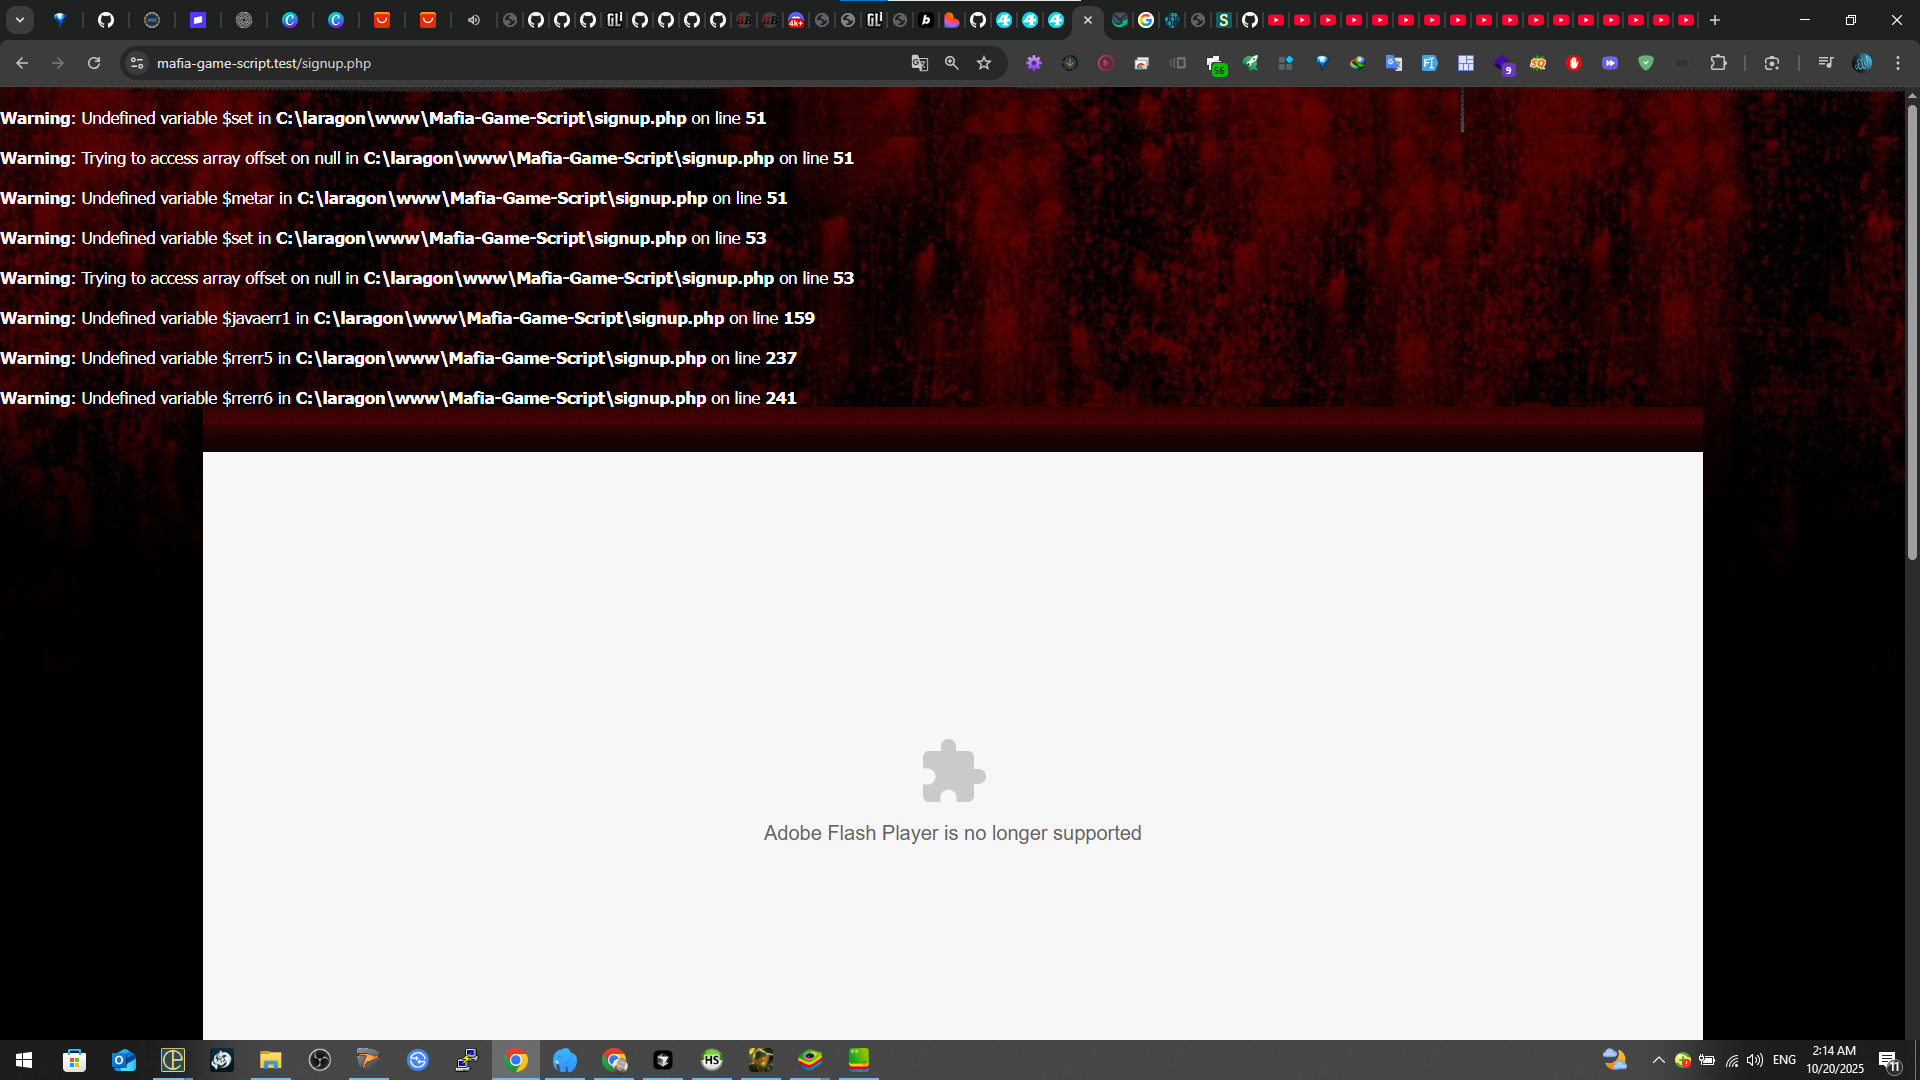 4k+
mafia-game-script.test/signup.php
56
9
Warning: Undefined variable $set in C:\laragon\www\Mafia-Game-Script\signup.php on line 51
Warning: Trying to access array offset on null in C:\laragon\www\Mafia-Game-Script\signup.php on line 51
Warning: Undefined variable $metar in C:\laragon\www\Mafia-Game-Script\signup.php on line 51
Warning: Undefined variable $set in C:\laragon\www\Mafia-Game-Script\signup.php on line 53
Warning: Trying to access array offset on null in C:\laragon\www\Mafia-Game-Script\signup.php on line 53
Warning: Undefined variable $javaerr1 in C:\laragon\www\Mafia-Game-Script\signup.php on line 159
Warning: Undefined variable $rrerr5 in C:\laragon\www\Mafia-Game-Script\signup.php on line 237
Warning: Undefined variable $rrerr6 in C:\laragon\www\Mafia-Game-Script\signup.php on line 241
Adobe Flash Player is no longer supported
HS
ENG
2:14 AM
10/20/2025
11